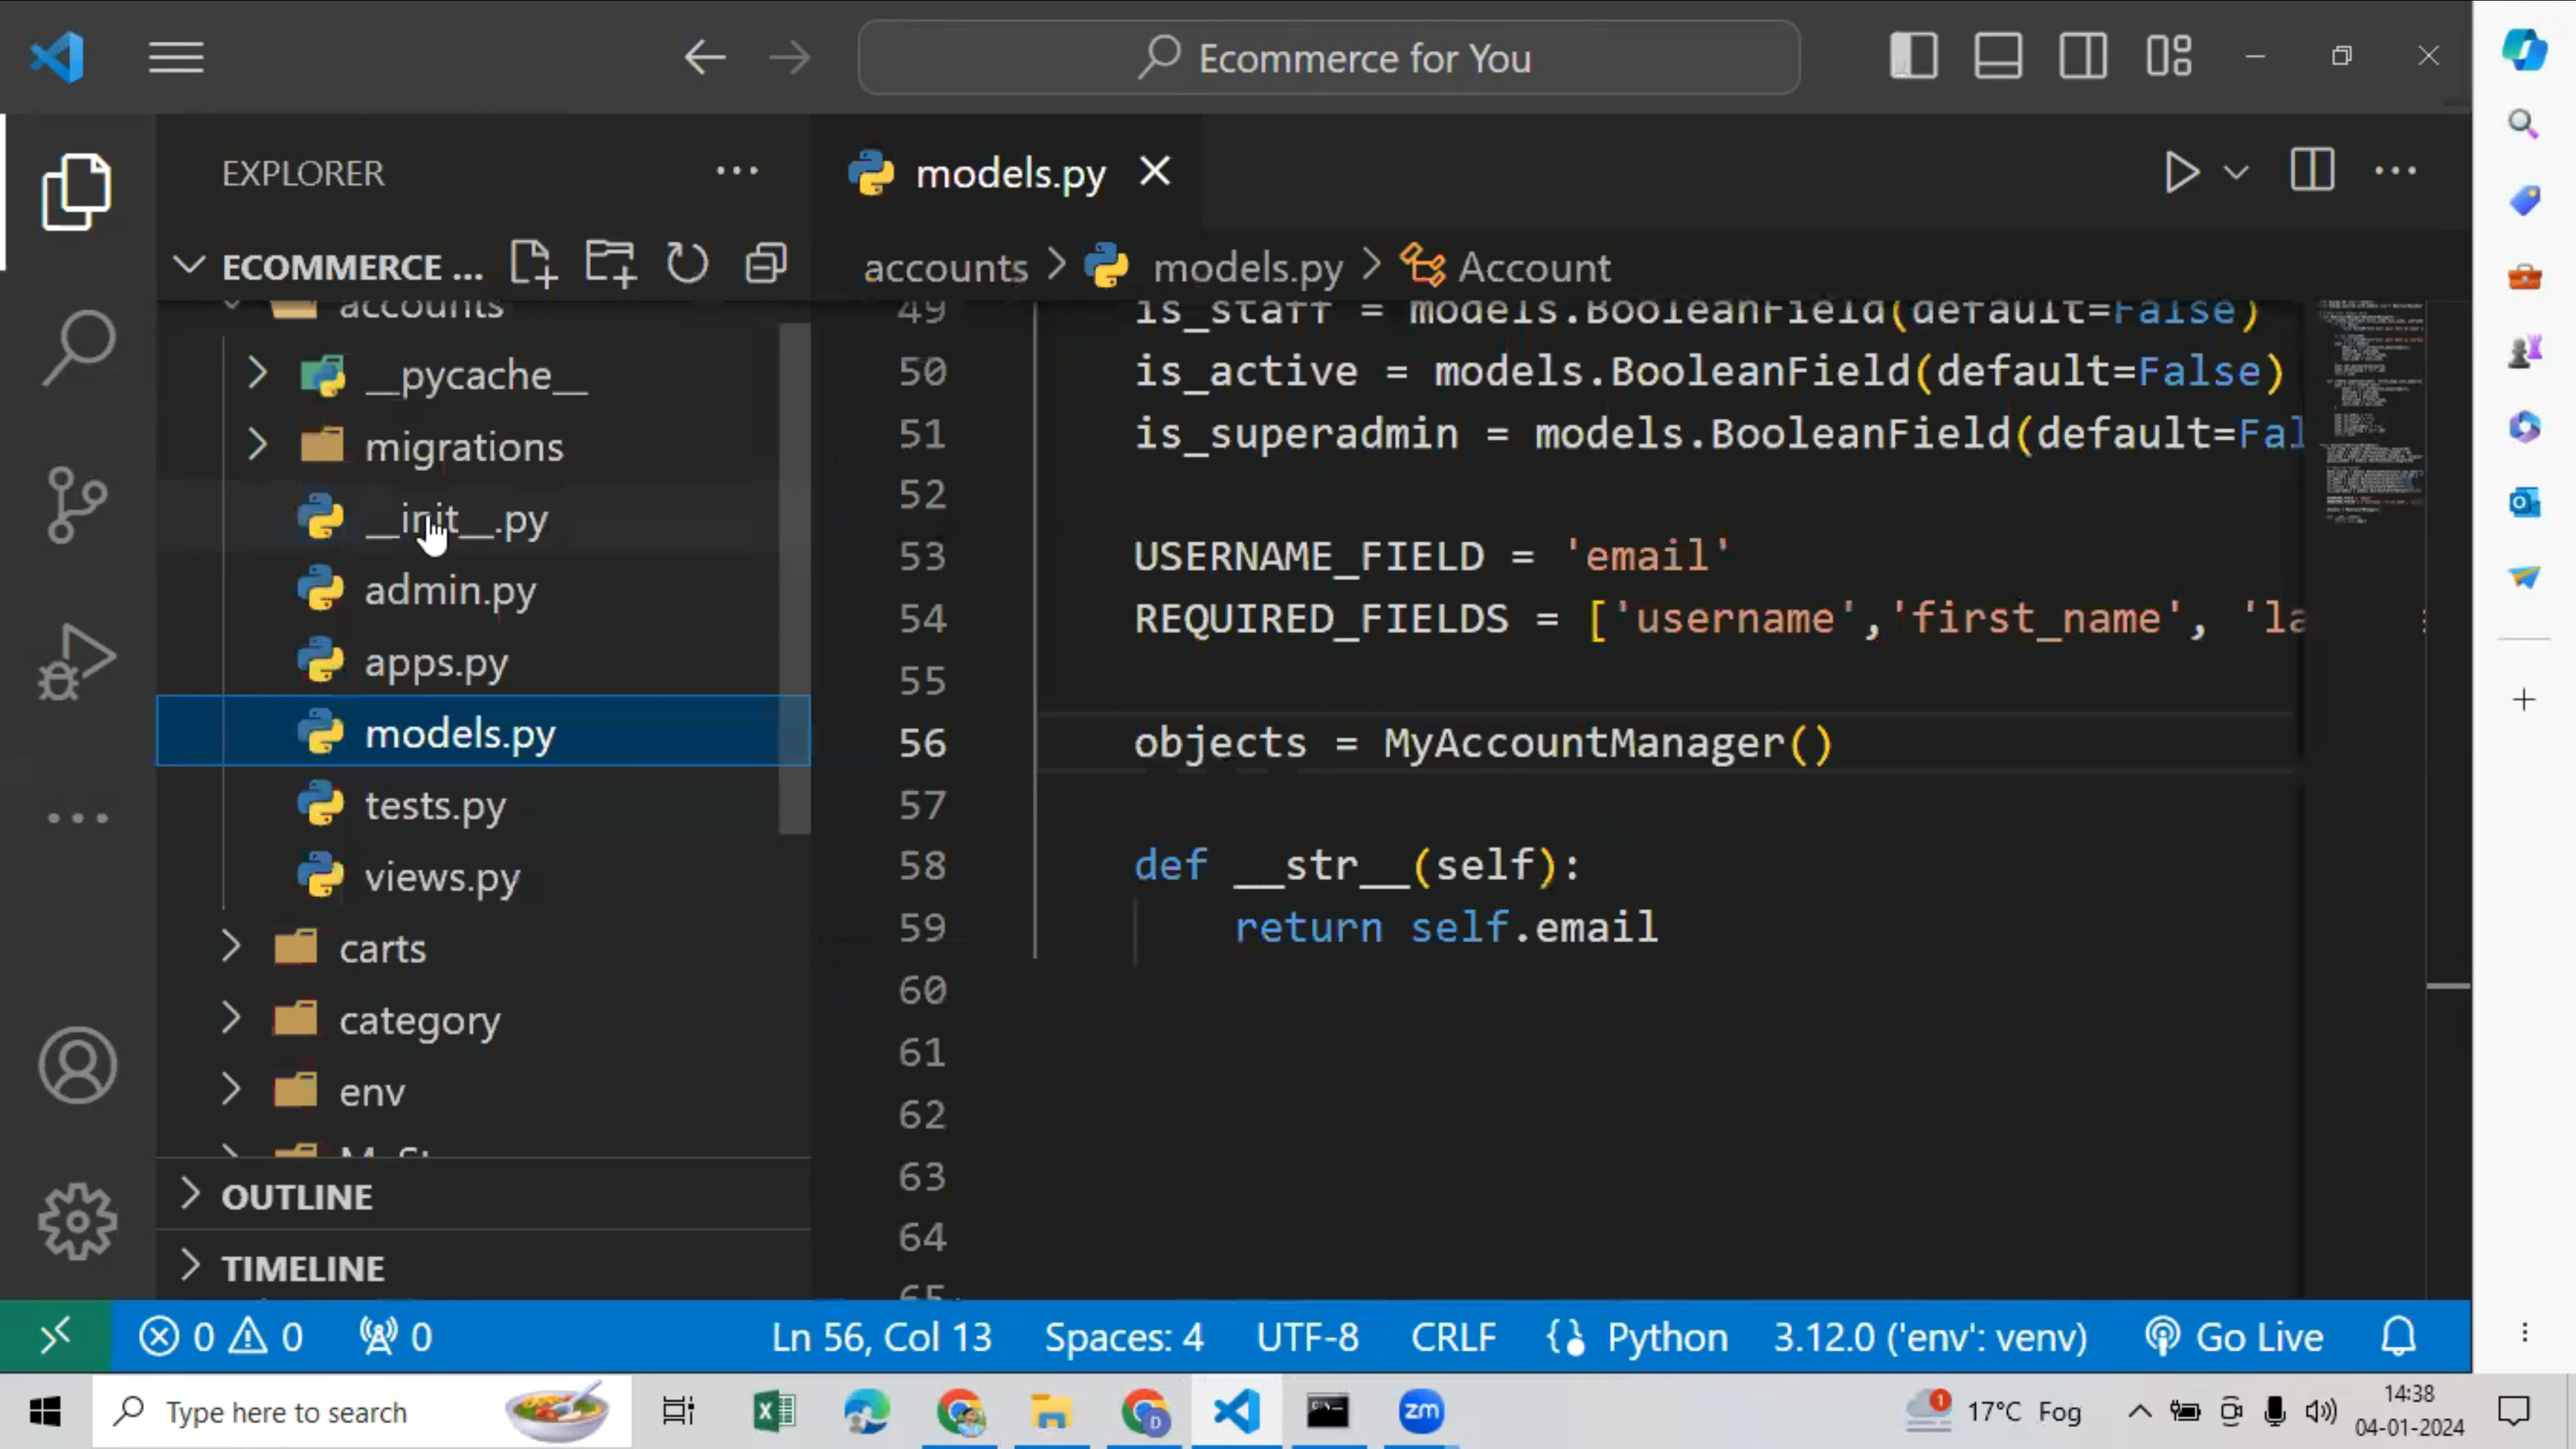 Ecommerce for You
EXPLORER
models.py
ECOMMERCE ...
accounts > models.py > Account
accounts
__pycache__
migrations
__init__.py
admin.py
apps.py
models.py
tests.py
views.py
carts
category
env
OUTLINE
TIMELINE
49 is_staff = models.BooleanField(default=False)
50 is_active = models.BooleanField(default=False)
51 is_superadmin = models.BooleanField(default=Fal
52
53 USERNAME_FIELD = 'email'
54 REQUIRED_FIELDS = ['username','first_name', 'la
55
56 objects = MyAccountManager()
57
58 def __str__(self):
59 return self.email
60
61
62
63
64
65
0 0 0 Ln 56, Col 13 Spaces: 4 UTF-8 CRLF Python 3.12.0 ('env': venv) Go Live
Type here to search
D
zm
1
17°C Fog
14:38
04-01-2024